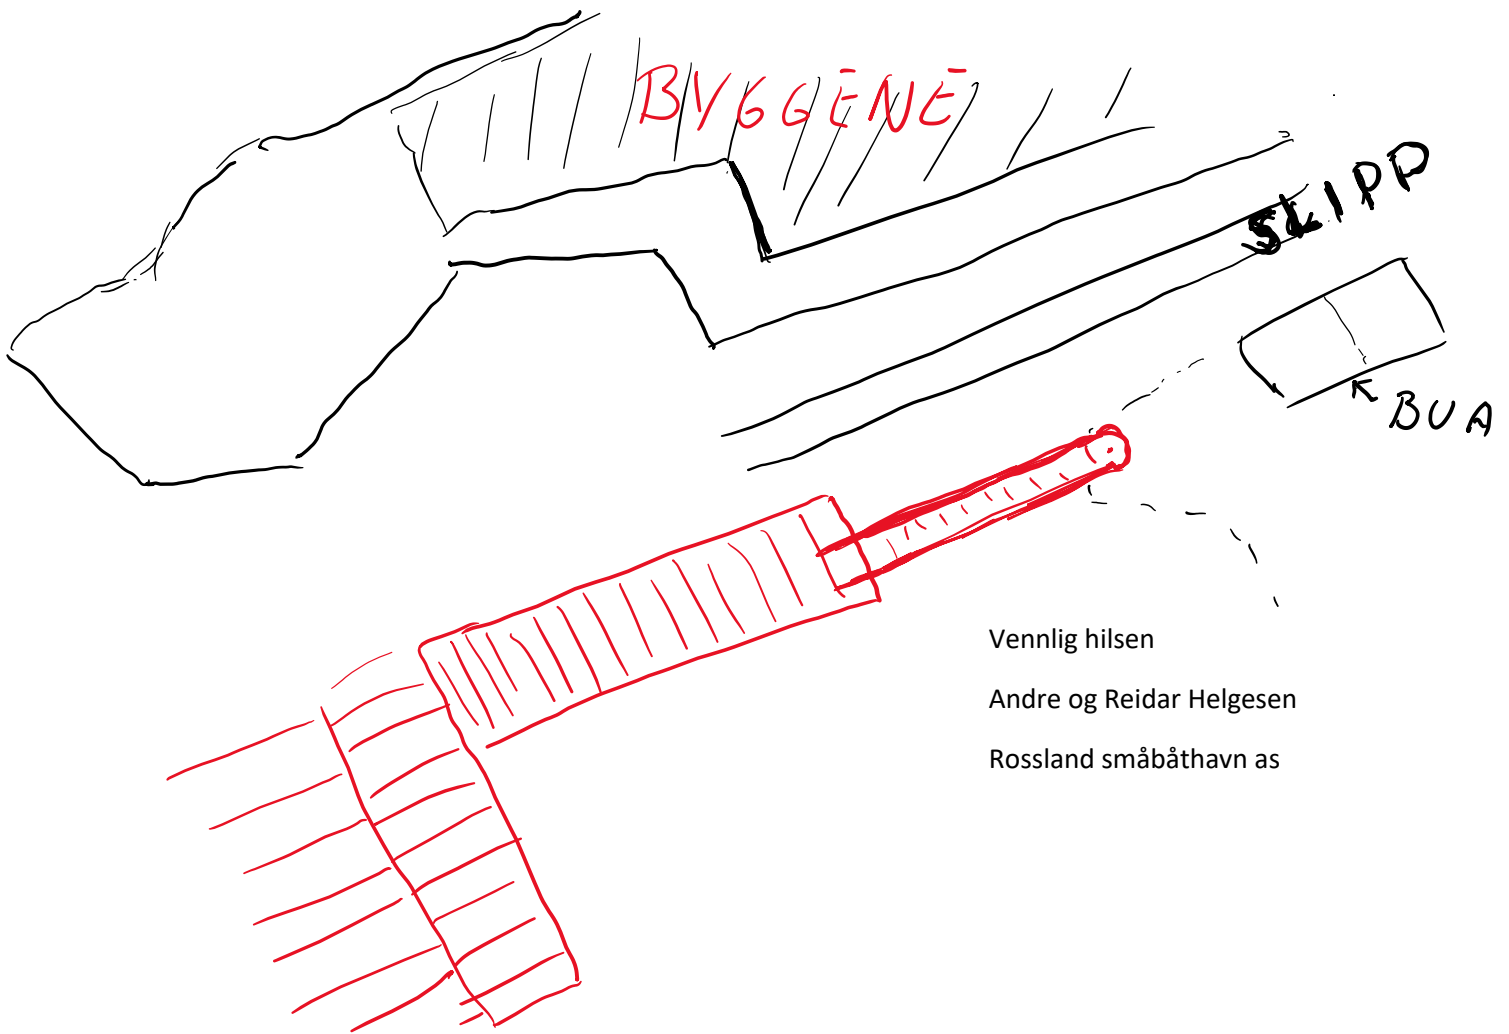 BYGGENE
SLIPP
BUA
Vennlig hilsen
Andre og Reidar Helgesen
Rossland småbåthavn as